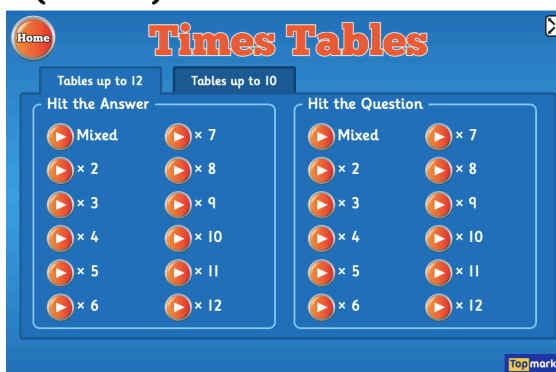 Home
Times Tables
Tables up to 12
Tables up to 10
Hit the Answer
Mixed
× 7
× 2
× 8
× 3
× 9
× 4
× 10
× 5
× 11
× 6
× 12
Hit the Question
Mixed
× 7
× 2
× 8
× 3
× 9
× 4
× 10
× 5
× 11
× 6
× 12
Topmark